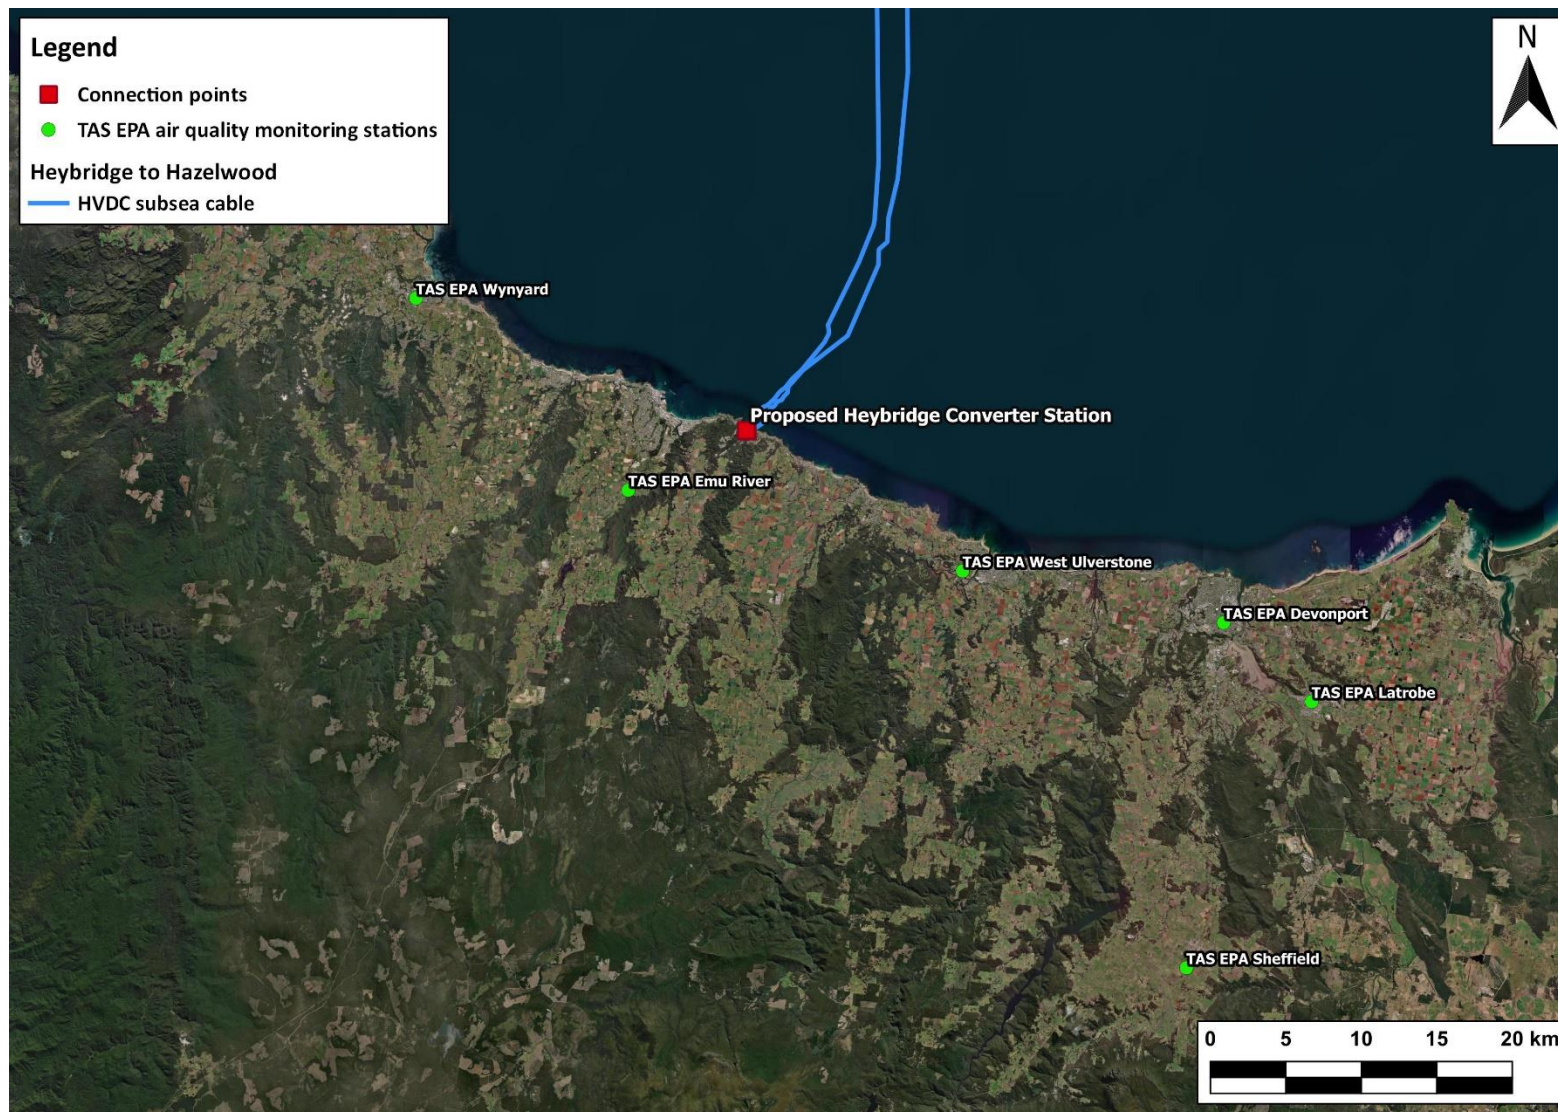 Legend
Connection points
TAS EPA air quality monitoring stations
Heybridge to Hazelwood
HVDC subsea cable
N
TAS EPA Wynyard
Proposed Heybridge Converter Station
TAS EPA Emu River
TAS EPA West Ulverstone
TAS EPA Devonport
TAS EPA Latrobe
TAS EPA Sheffield
0 5 10 15 20 km